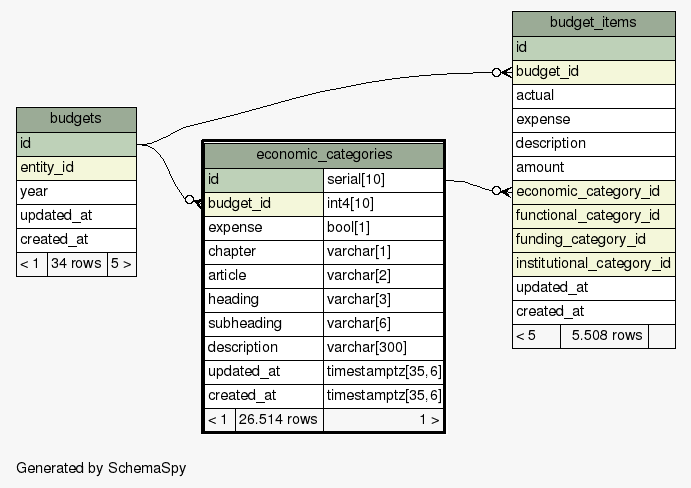 budgets
id
entity_id
year
updated_at
created_at
< 1 34 rows 5 >
economic_categories
id serial[10]
budget_id int4[10]
expense bool[1]
chapter varchar[1]
article varchar[2]
heading varchar[3]
subheading varchar[6]
description varchar[300]
updated_at timestamptz[35,6]
created_at timestamptz[35,6]
< 1 26.514 rows 1 >
budget_items
id
budget_id
actual
expense
description
amount
economic_category_id
functional_category_id
funding_category_id
institutional_category_id
updated_at
created_at
< 5 5.508 rows
Generated by SchemaSpy